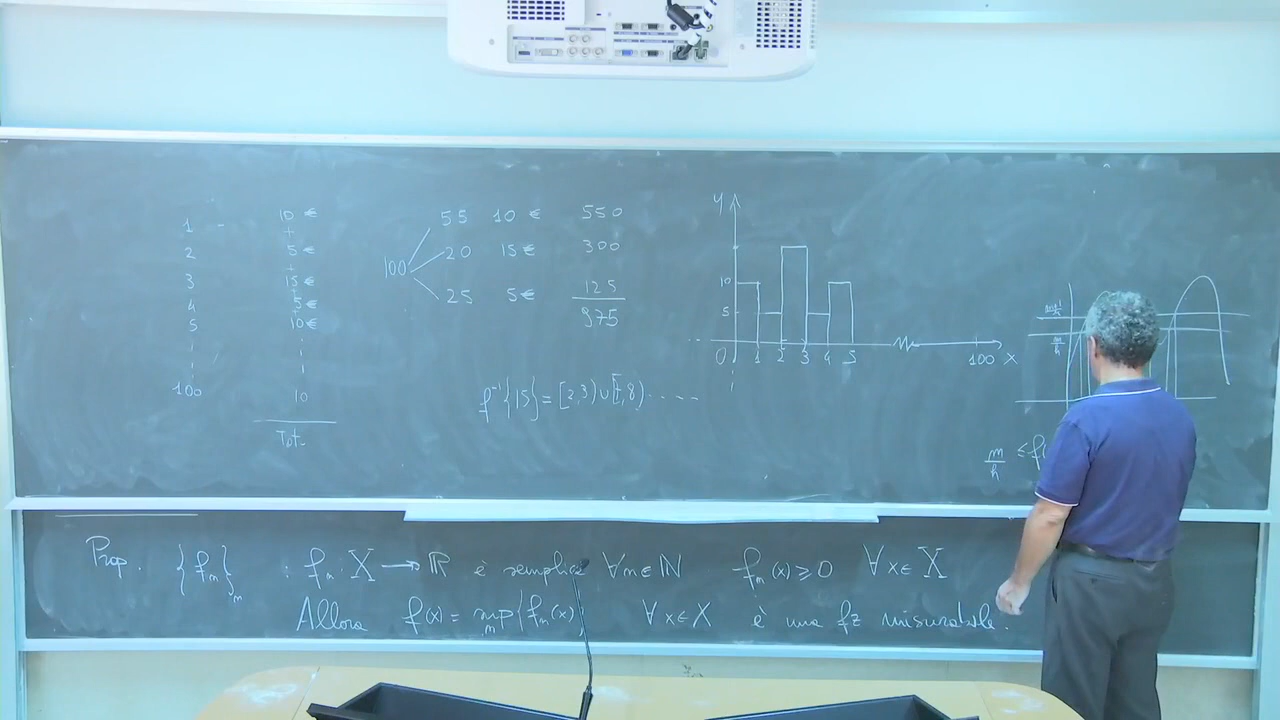 1 - 10 €
+
2 5 €
+
3 15 €
+
4 5 €
+
5 10 €
100 10
Tot.
100
55 10 € 550
20 15 € 300
25 5 € 125
975
f⁻¹{15} = [2,3) ∪ [7,8) .....
y
10
5
0 1 2 3 4 5 100 x
m/h
m/h ≤ f(
Prop. {fn}n : fn: X → ℝ è semplice ∀n∈ℕ fn(x) ≥ 0 ∀x∈X
Allora f(x) = sup n {fn(x) ∀x∈X è una fz misurabile.